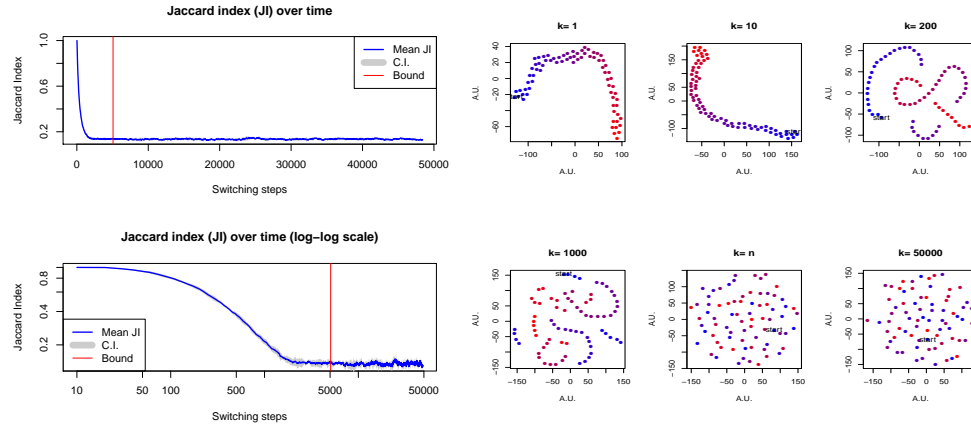 Jaccard index (JI) over time
Jaccard Index
1.0
0.6
0.2
Mean JI
C.I.
Bound
0 10000 20000 30000 40000 50000
Switching steps
Jaccard index (JI) over time (log−log scale)
Jaccard Index
0.8
0.4
0.2
Mean JI
C.I.
Bound
10 50 100 500 5000 50000
Switching steps
k= 1
A.U.
40
20
0
−20
−60
start
−100 −50 0 50 100
A.U.
k= 10
A.U.
150
100
50
0
−100
start
−50 0 50 100 150
A.U.
k= 200
A.U.
100
50
0
−50
−100
start
−100 −50 0 50 100
A.U.
k= 1000
150
50
0
−50
−150
start
−150 −50 0 50 150
k= n
100
50
0
−50
−150
start
−150 −50 0 50 150
k= 50000
150
50
0
−50
−150
start
−150 −50 0 50 100